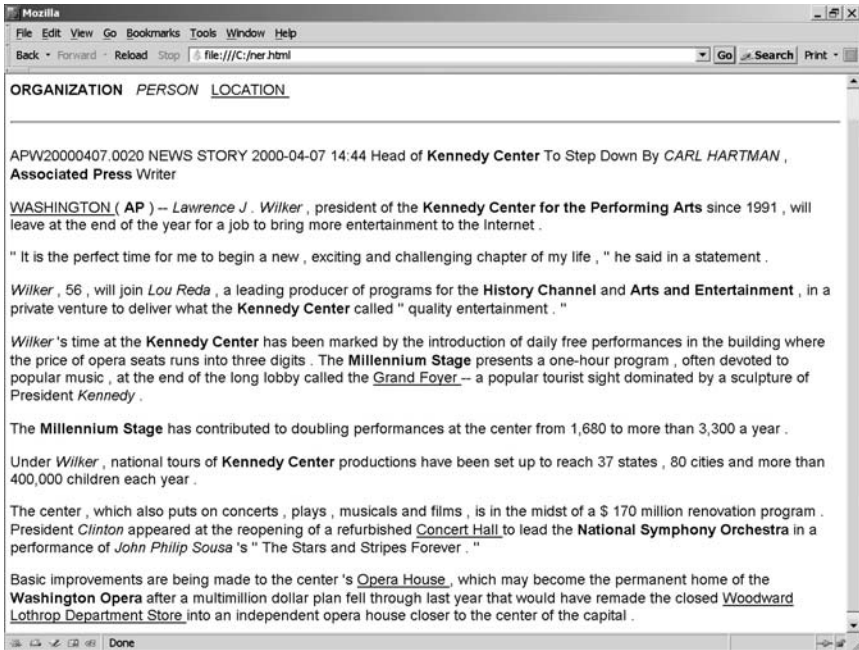 Mozilla
File Edit View Go Bookmarks Tools Window Help
Back Forward Reload Stop file:///C:/ner.html Go Search Print
ORGANIZATION PERSON LOCATION
APW20000407.0020 NEWS STORY 2000-04-07 14:44 Head of Kennedy Center To Step Down By CARL HARTMAN ,
Associated Press Writer
WASHINGTON ( AP ) -- Lawrence J . Wilker , president of the Kennedy Center for the Performing Arts since 1991 , will
leave at the end of the year for a job to bring more entertainment to the Internet .
" It is the perfect time for me to begin a new , exciting and challenging chapter of my life , " he said in a statement .
Wilker , 56 , will join Lou Reda , a leading producer of programs for the History Channel and Arts and Entertainment , in a
private venture to deliver what the Kennedy Center called " quality entertainment . "
Wilker 's time at the Kennedy Center has been marked by the introduction of daily free performances in the building where
the price of opera seats runs into three digits . The Millennium Stage presents a one-hour program , often devoted to
popular music , at the end of the long lobby called the Grand Foyer -- a popular tourist sight dominated by a sculpture of
President Kennedy .
The Millennium Stage has contributed to doubling performances at the center from 1,680 to more than 3,300 a year .
Under Wilker , national tours of Kennedy Center productions have been set up to reach 37 states , 80 cities and more than
400,000 children each year .
The center , which also puts on concerts , plays , musicals and films , is in the midst of a $ 170 million renovation program .
President Clinton appeared at the reopening of a refurbished Concert Hall to lead the National Symphony Orchestra in a
performance of John Philip Sousa 's " The Stars and Stripes Forever . "
Basic improvements are being made to the center 's Opera House , which may become the permanent home of the
Washington Opera after a multimillion dollar plan fell through last year that would have remade the closed Woodward
Lothrop Department Store into an independent opera house closer to the center of the capital .
Done